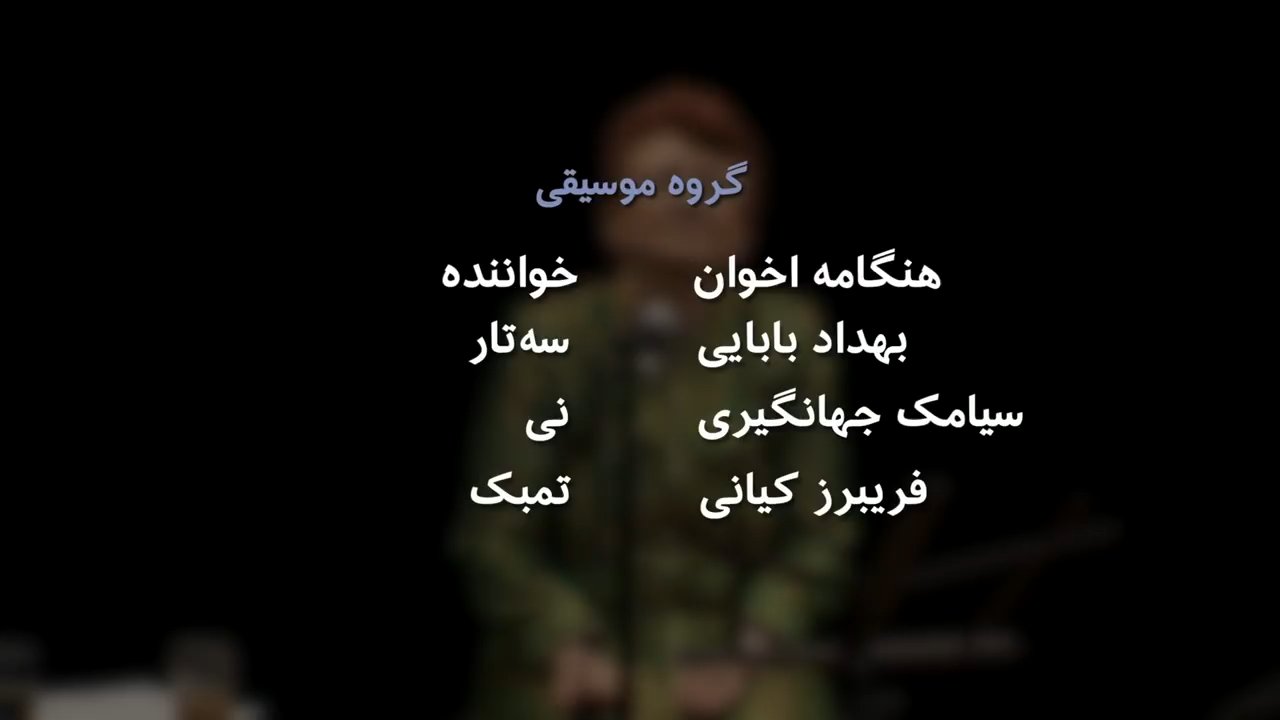 گروه موسیقی
هنگامه اخوان خواننده
بهداد بابایی سه‌تار
سیامک جهانگیری نی
فریبرز کیانی تمبک